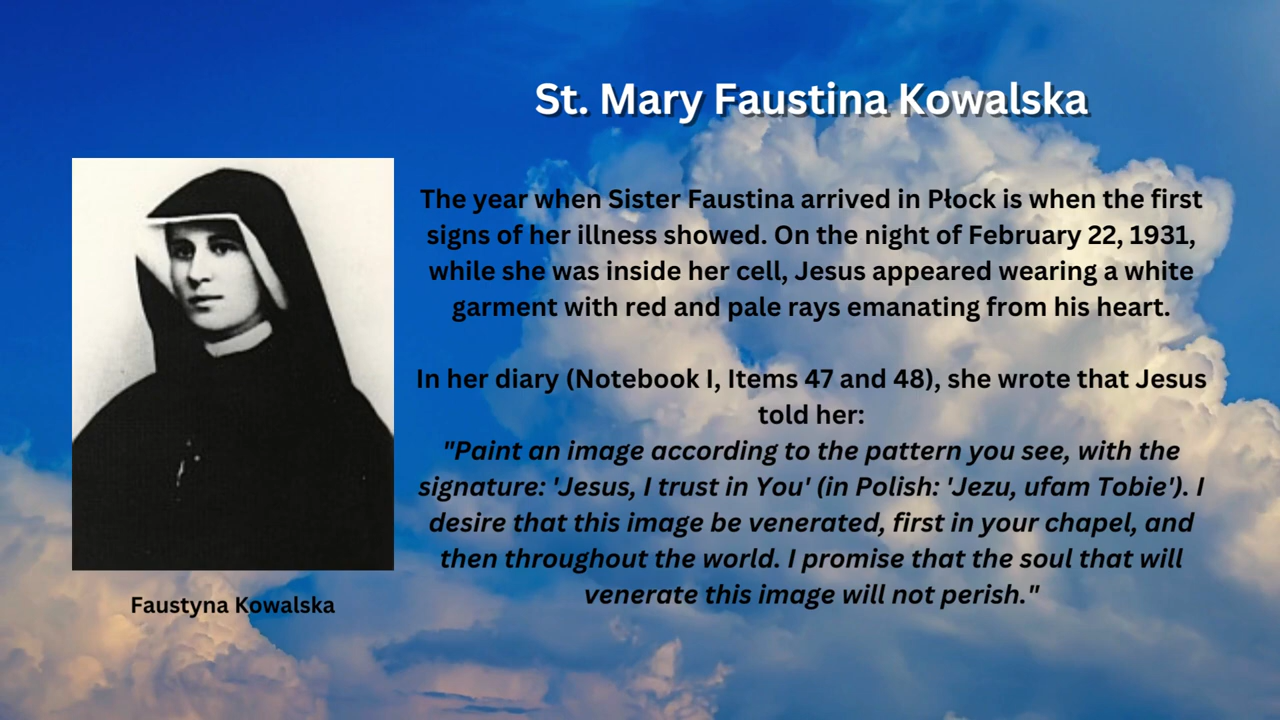 St. Mary Faustina Kowalska
The year when Sister Faustina arrived in Płock is when the first
signs of her illness showed. On the night of February 22, 1931,
while she was inside her cell, Jesus appeared wearing a white
garment with red and pale rays emanating from his heart.
In her diary (Notebook I, Items 47 and 48), she wrote that Jesus
told her:
"Paint an image according to the pattern you see, with the
signature: 'Jesus, I trust in You' (in Polish: 'Jezu, ufam Tobie'). I
desire that this image be venerated, first in your chapel, and
then throughout the world. I promise that the soul that will
venerate this image will not perish."
Faustyna Kowalska